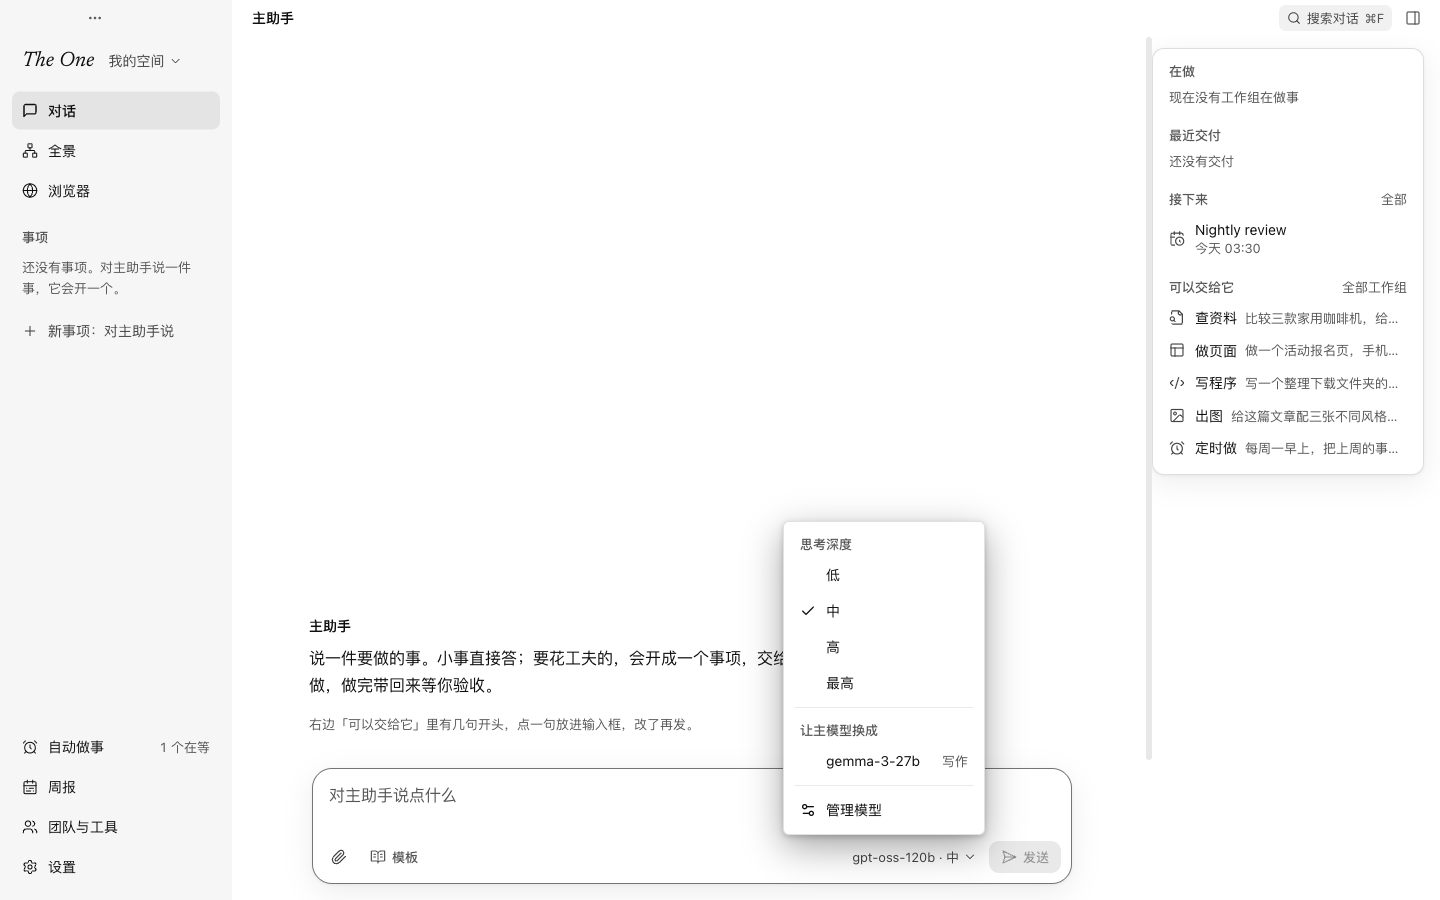 主助手
搜索对话 ⌘F
The One 我的空间
对话
全景
浏览器
事项
还没有事项。对主助手说一件
事，它会开一个。
新事项：对主助手说
自动做事 1 个在等
周报
团队与工具
设置
主助手
说一件要做的事。小事直接答；要花工夫的，会开成一个事项，交给
做，做完带回来等你验收。
右边「可以交给它」里有几句开头，点一句放进输入框，改了再发。
对主助手说点什么
模板
gpt-oss-120b · 中
发送
思考深度
低
中
高
最高
让主模型换成
gemma-3-27b 写作
管理模型
在做
现在没有工作组在做事
最近交付
还没有交付
接下来 全部
Nightly review
今天 03:30
可以交给它 全部工作组
查资料 比较三款家用咖啡机，给...
做页面 做一个活动报名页，手机...
写程序 写一个整理下载文件夹的...
出图 给这篇文章配三张不同风格...
定时做 每周一早上，把上周的事...